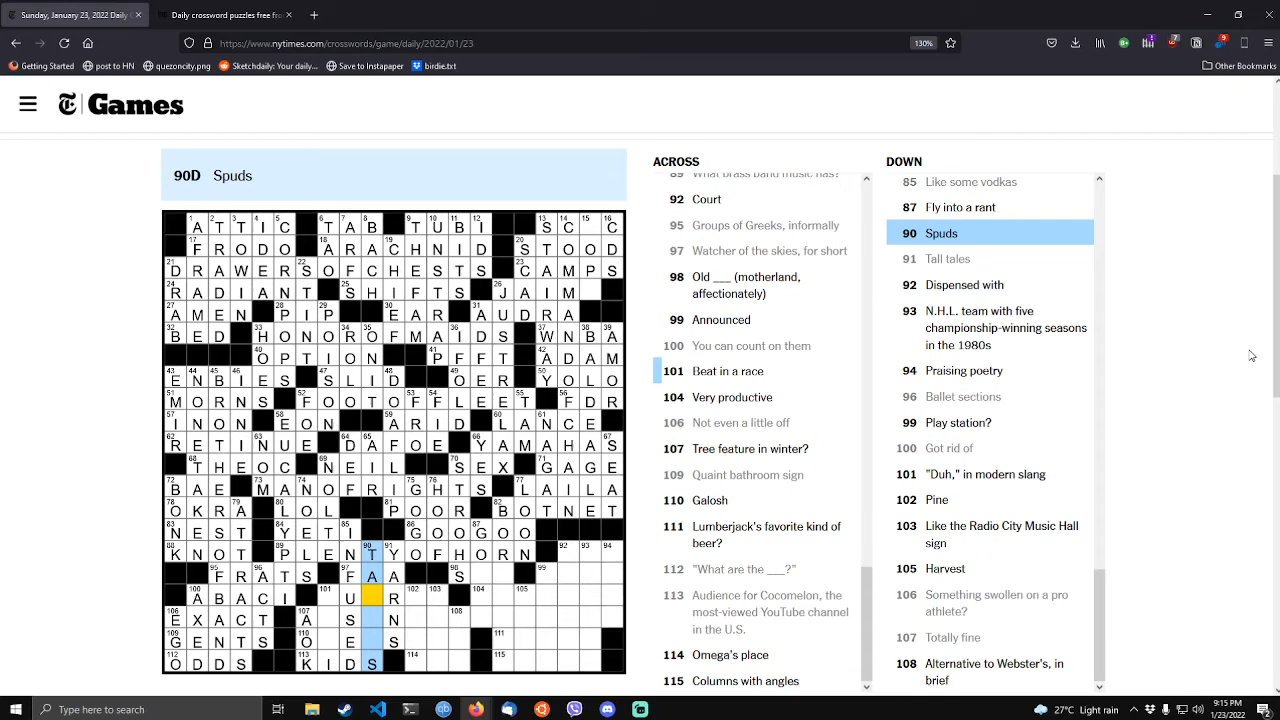 Sunday, January 23, 2022 Daily
Daily crossword puzzles free fro
https://www.nytimes.com/crosswords/game/daily/2022/01/23
130%
Getting Started
post to HN
quezoncity.png
Sketchdaily: Your daily...
Save to Instapaper
birdie.txt
Other Bookmarks
T Games
90D Spuds
ACROSS
89 What brass band music has?
92 Court
95 Groups of Greeks, informally
97 Watcher of the skies, for short
98 Old ___ (motherland,
affectionately)
99 Announced
100 You can count on them
101 Beat in a race
104 Very productive
106 Not even a little off
107 Tree feature in winter?
109 Quaint bathroom sign
110 Galosh
111 Lumberjack's favorite kind of
beer?
112 "What are the ___?"
113 Audience for Cocomelon, the
most-viewed YouTube channel
in the U.S.
114 Omega's place
115 Columns with angles
DOWN
85 Like some vodkas
87 Fly into a rant
90 Spuds
91 Tall tales
92 Dispensed with
93 N.H.L. team with five
championship-winning seasons
in the 1980s
94 Praising poetry
96 Ballet sections
99 Play station?
100 Got rid of
101 "Duh," in modern slang
102 Pine
103 Like the Radio City Music Hall
sign
105 Harvest
106 Something swollen on a pro
athlete?
107 Totally fine
108 Alternative to Webster's, in
brief
A T T I C T A B T U B I S C C
F R O D O A R A C H N I D S T O O D
D R A W E R S O F C H E S T S C A M P S
R A D I A N T S H I F T S J A I M
A M E N P I P E A R A U D R A
B E D H O N O R O F M A I D S W N B A
O P T I O N P F F T A D A M
E N B I E S S L I D O E R Y O L O
M O R N S F O O T O F F L E E T F D R
I N O N E O N A R I D L A N C E
R E T I N U E D A F O E Y A M A H A S
T H E O C N E I L S E X G A G E
B A E M A N O F R I G H T S L A I L A
O K R A L O L P O O R B O T N E T
N E S T Y E T I G O O G O O
K N O T P L E N T Y O F H O R N
F R A T S F A A S
A B A C I U R
E X A C T A S N
G E N T S O E S
O D D S K I D S
Type here to search
27°C Light rain
9:15 PM
1/23/2022